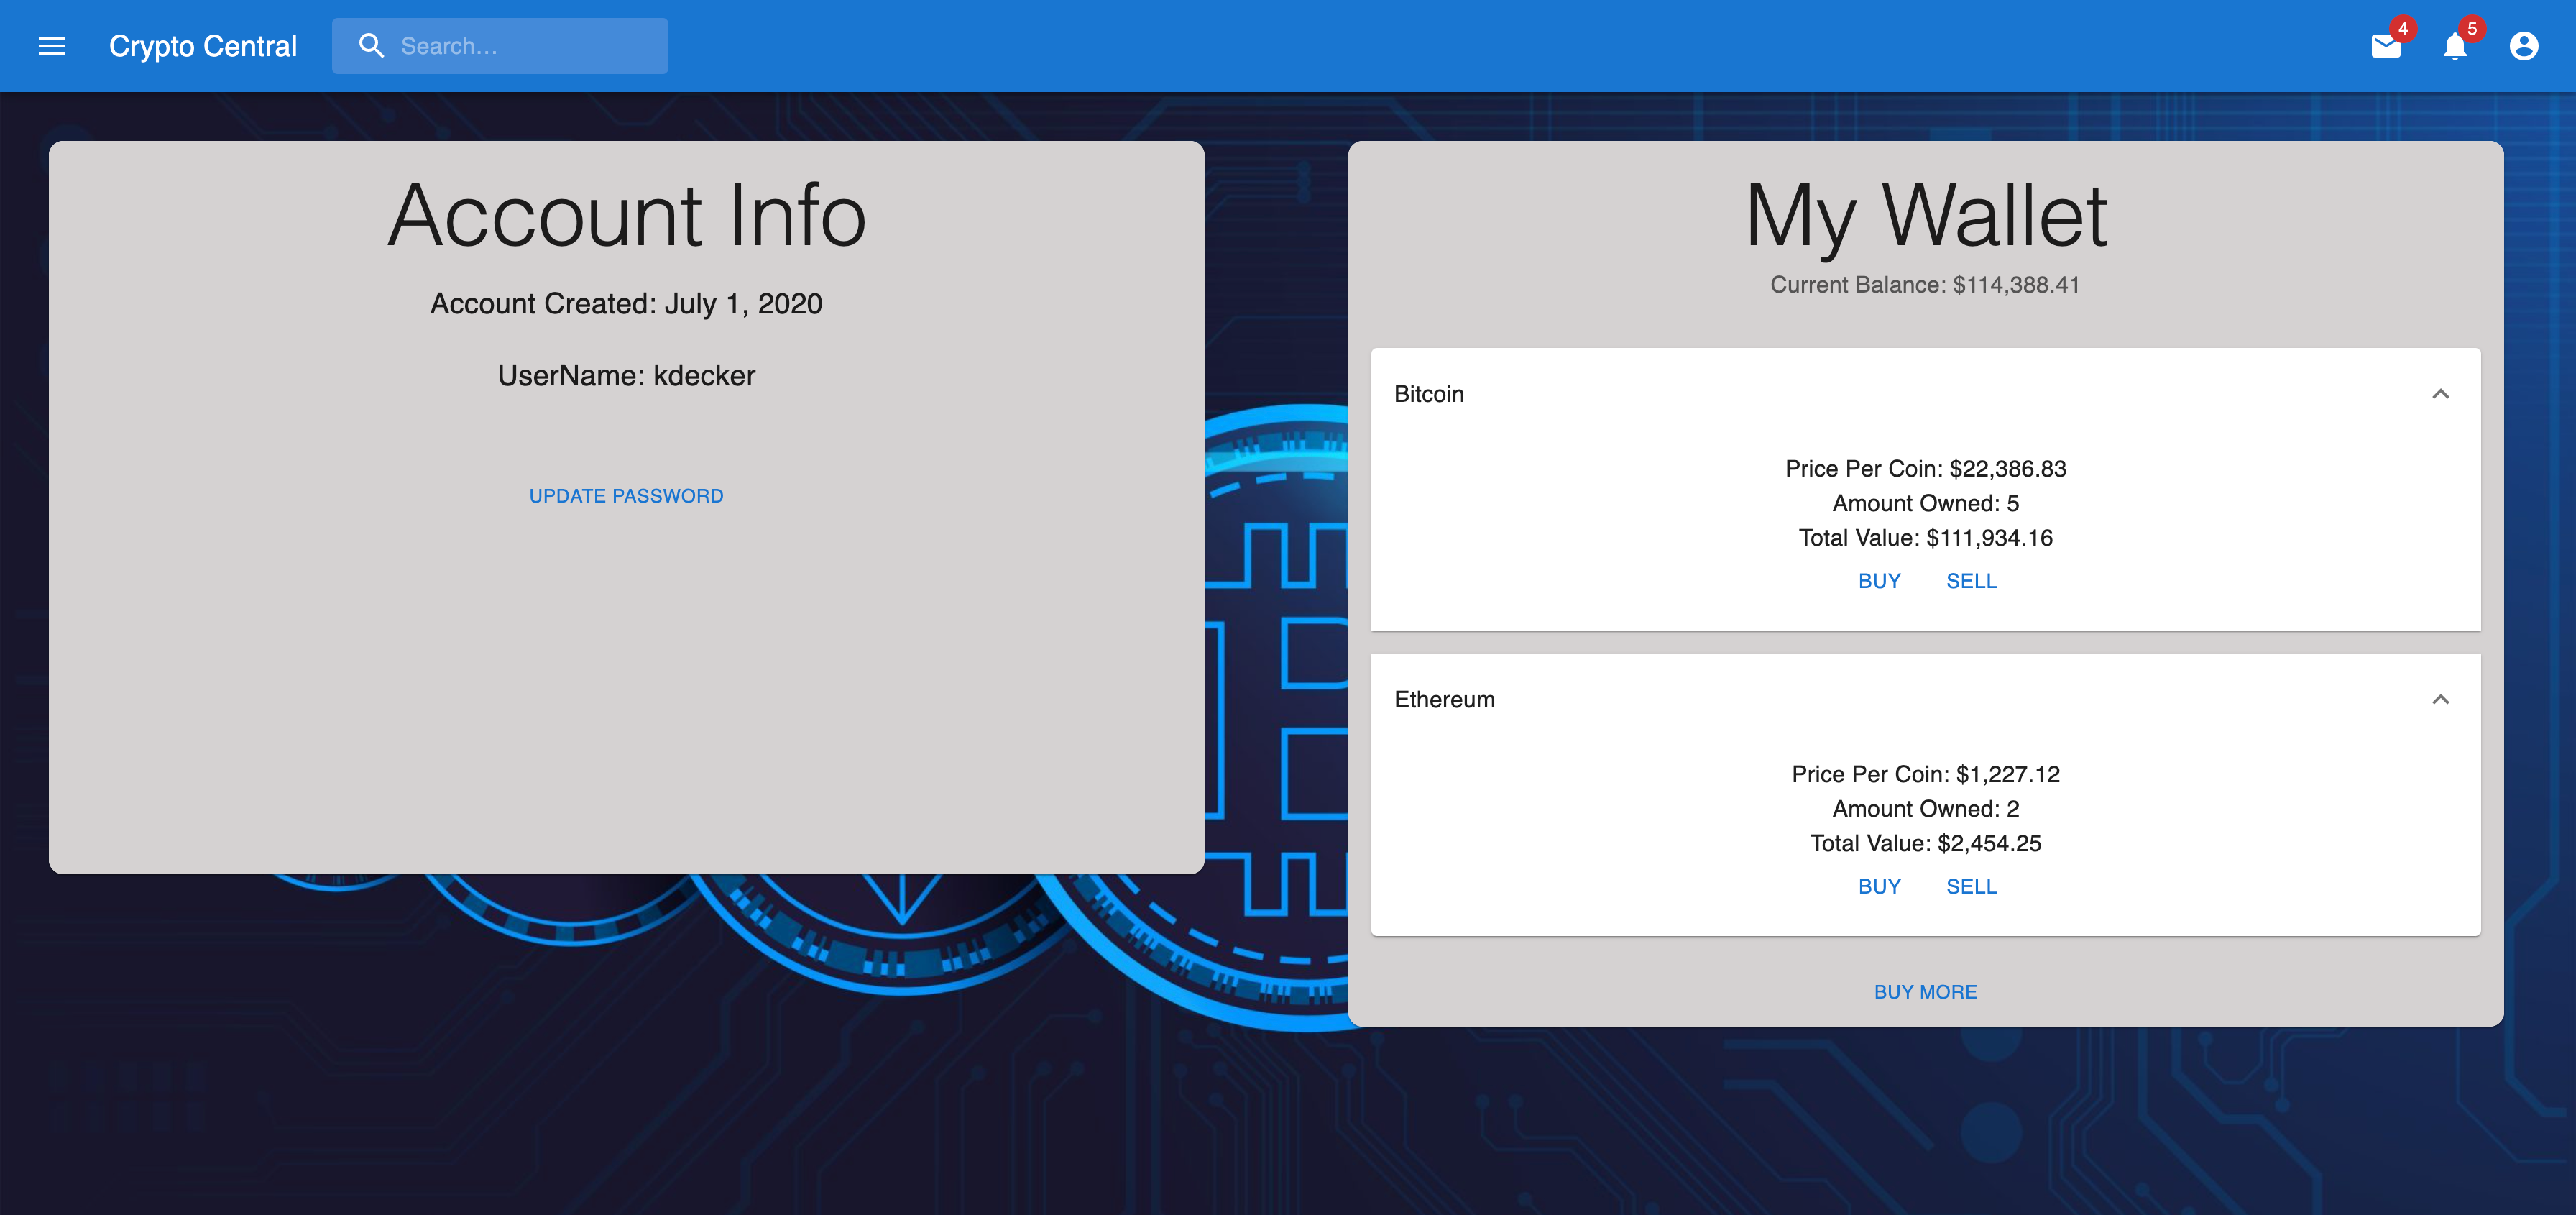 Crypto Central
Search...
4
5
Account Info
Account Created: July 1, 2020
UserName: kdecker
UPDATE PASSWORD
My Wallet
Current Balance: $114,388.41
Bitcoin
Price Per Coin: $22,386.83
Amount Owned: 5
Total Value: $111,934.16
BUY SELL
Ethereum
Price Per Coin: $1,227.12
Amount Owned: 2
Total Value: $2,454.25
BUY SELL
BUY MORE